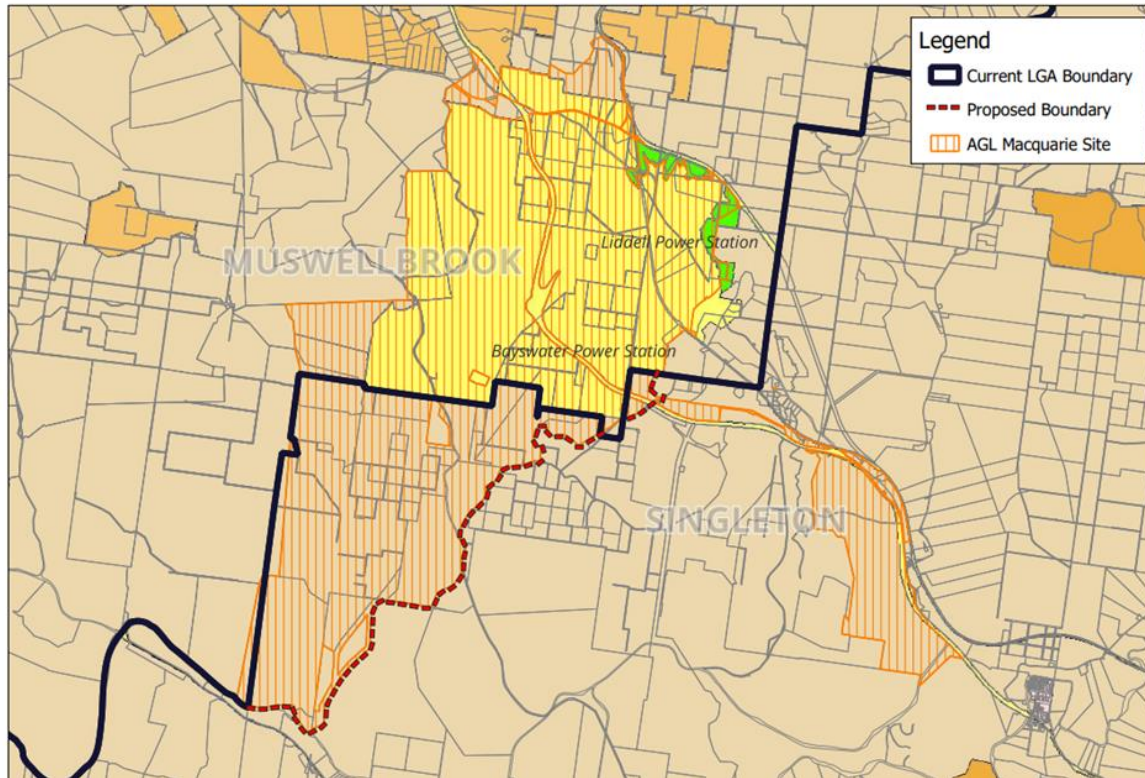 Legend
Current LGA Boundary
Proposed Boundary
AGL Macquarie Site
Liddell Power Station
MUSWELLBROOK
Bayswater Power Station
SINGLETON